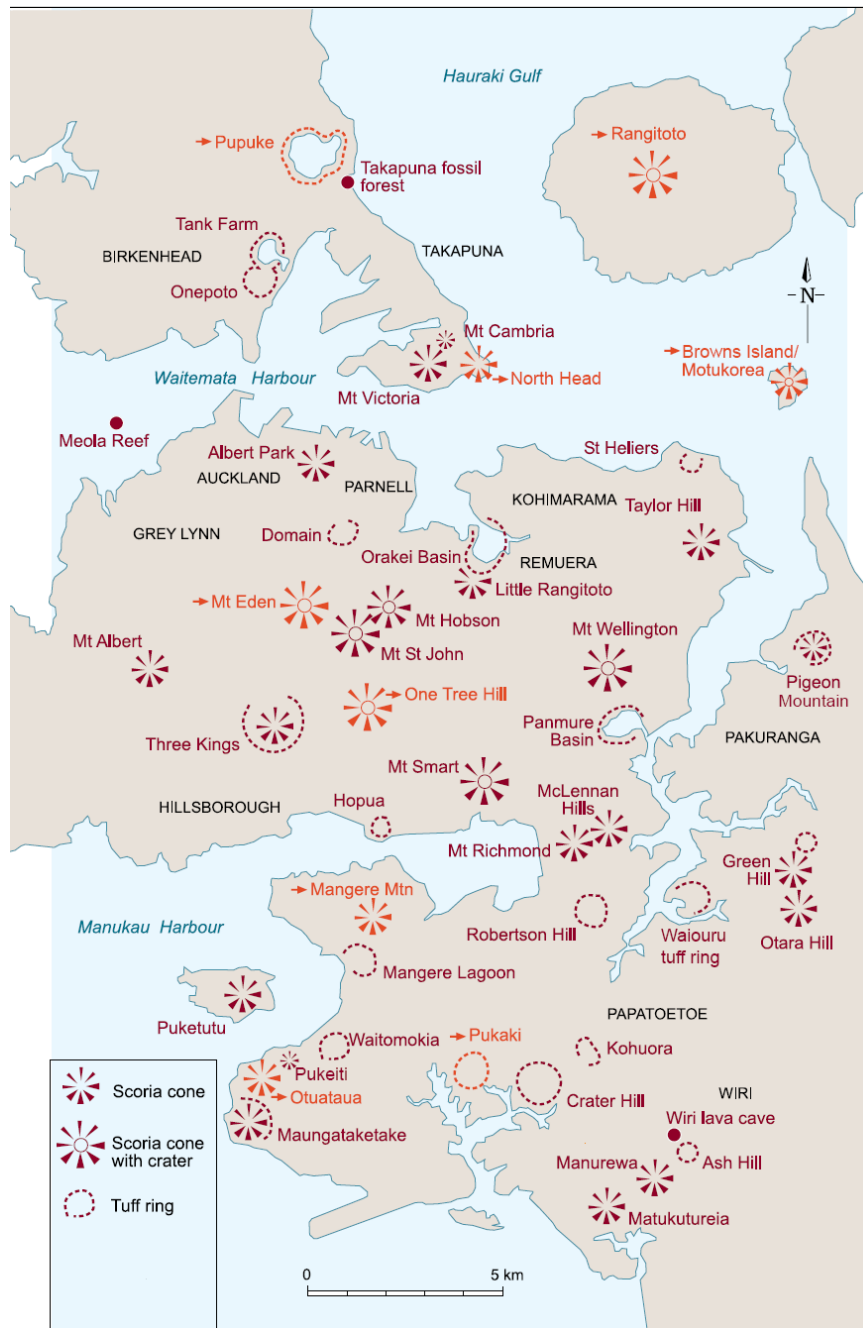 Hauraki Gulf
Pupuke
Rangitoto
Takapuna fossil
forest
Tank Farm
BIRKENHEAD
TAKAPUNA
Onepoto
N
Mt Cambria
Browns Island/
Motukorea
Waitemata Harbour
North Head
Mt Victoria
Meola Reef
Albert Park
St Heliers
AUCKLAND
PARNELL
KOHIMARAMA
Taylor Hill
GREY LYNN
Domain
Orakei Basin
REMUERA
Little Rangitoto
Mt Eden
Mt Hobson
Mt Albert
Mt St John
Mt Wellington
Pigeon
Mountain
One Tree Hill
Panmure
Basin
PAKURANGA
Three Kings
Mt Smart
McLennan
Hills
HILLSBOROUGH
Hopua
Mt Richmond
Green
Hill
Mangere Mtn
Manukau Harbour
Robertson Hill
Waiouru
tuff ring
Otara Hill
Mangere Lagoon
Puketutu
PAPATOETOE
Waitomokia
Pukaki
Kohuora
Pukeiti
Otuataua
Crater Hill
WIRI
Wiri lava cave
Maungataketake
Manurewa
Ash Hill
Matukutureia
Scoria cone
Scoria cone
with crater
Tuff ring
0
5 km